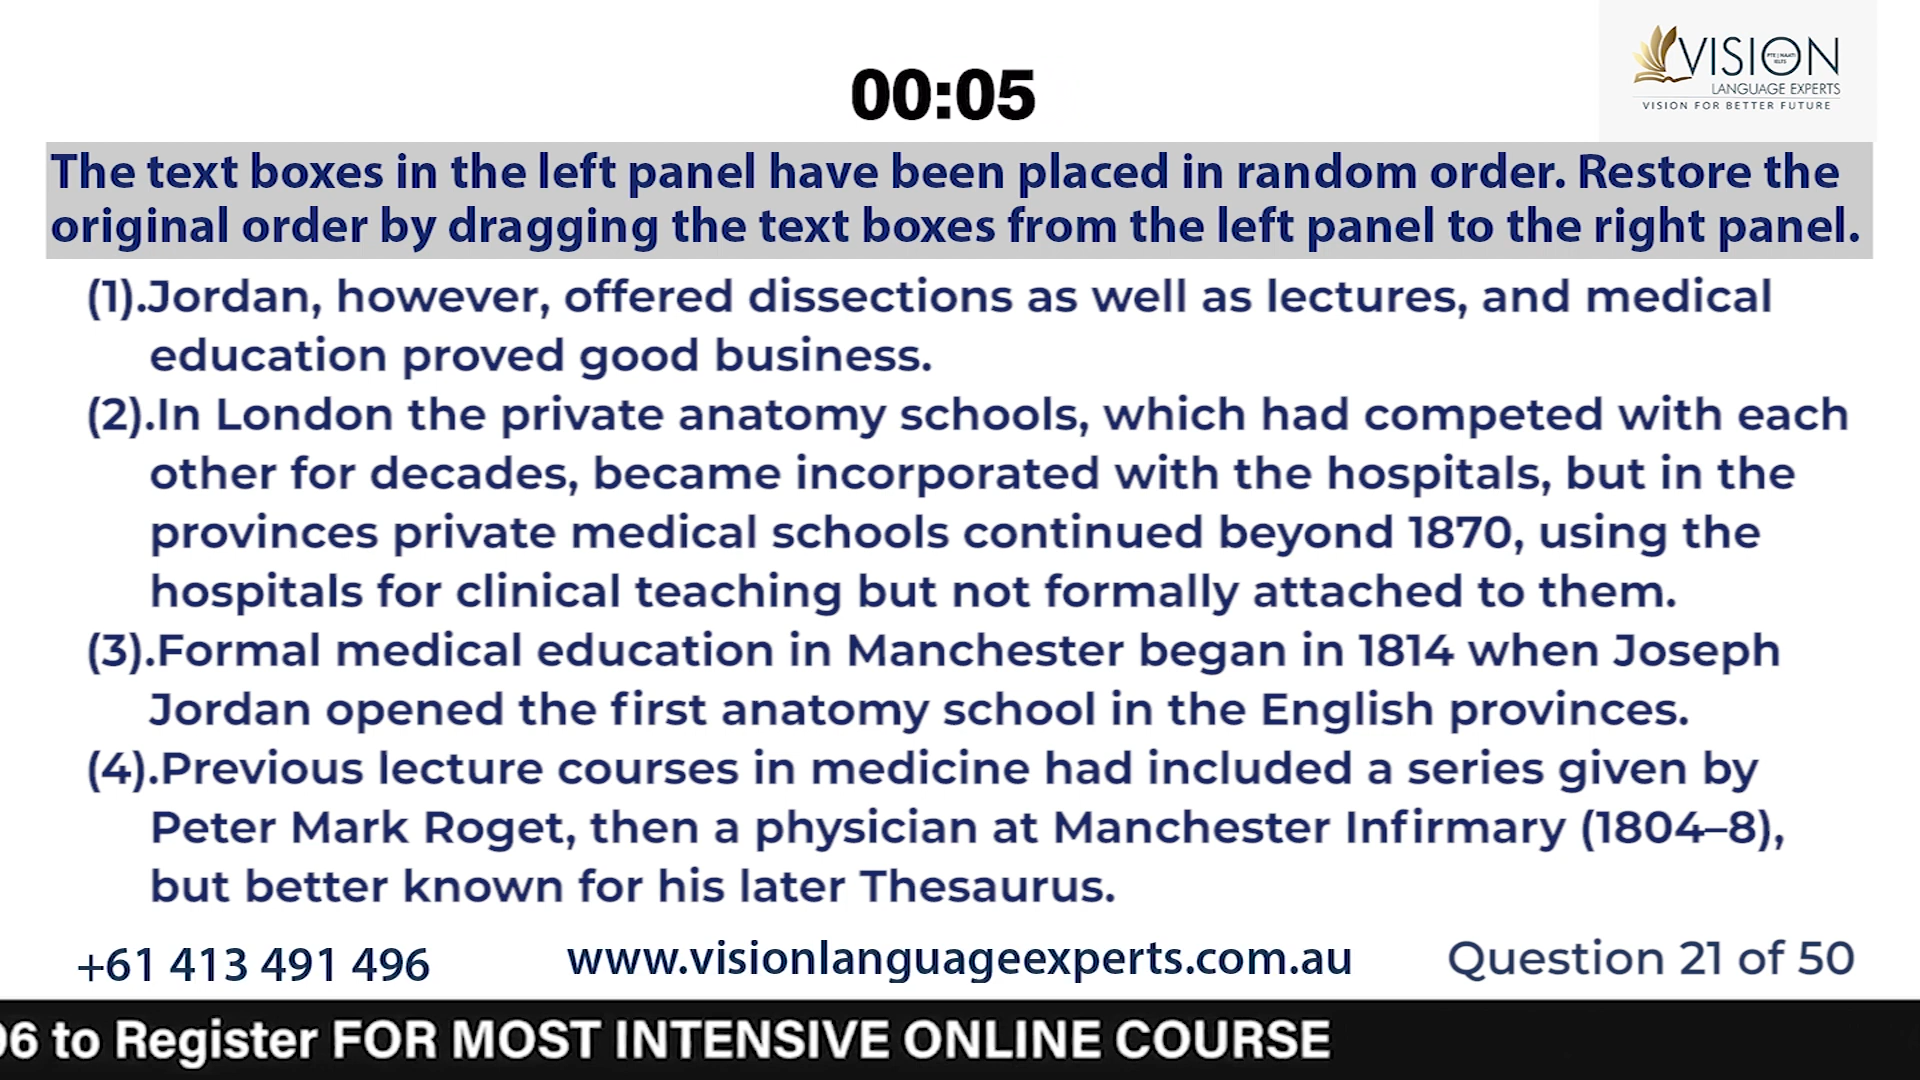 VISION
PTE | NAATI
IELTS
LANGUAGE EXPERTS
VISION FOR BETTER FUTURE
00:05
The text boxes in the left panel have been placed in random order. Restore the
original order by dragging the text boxes from the left panel to the right panel.
(1).Jordan, however, offered dissections as well as lectures, and medical
education proved good business.
(2).In London the private anatomy schools, which had competed with each
other for decades, became incorporated with the hospitals, but in the
provinces private medical schools continued beyond 1870, using the
hospitals for clinical teaching but not formally attached to them.
(3).Formal medical education in Manchester began in 1814 when Joseph
Jordan opened the first anatomy school in the English provinces.
(4).Previous lecture courses in medicine had included a series given by
Peter Mark Roget, then a physician at Manchester Infirmary (1804–8),
but better known for his later Thesaurus.
+61 413 491 496 www.visionlanguageexperts.com.au Question 21 of 50
96 to Register FOR MOST INTENSIVE ONLINE COURSE